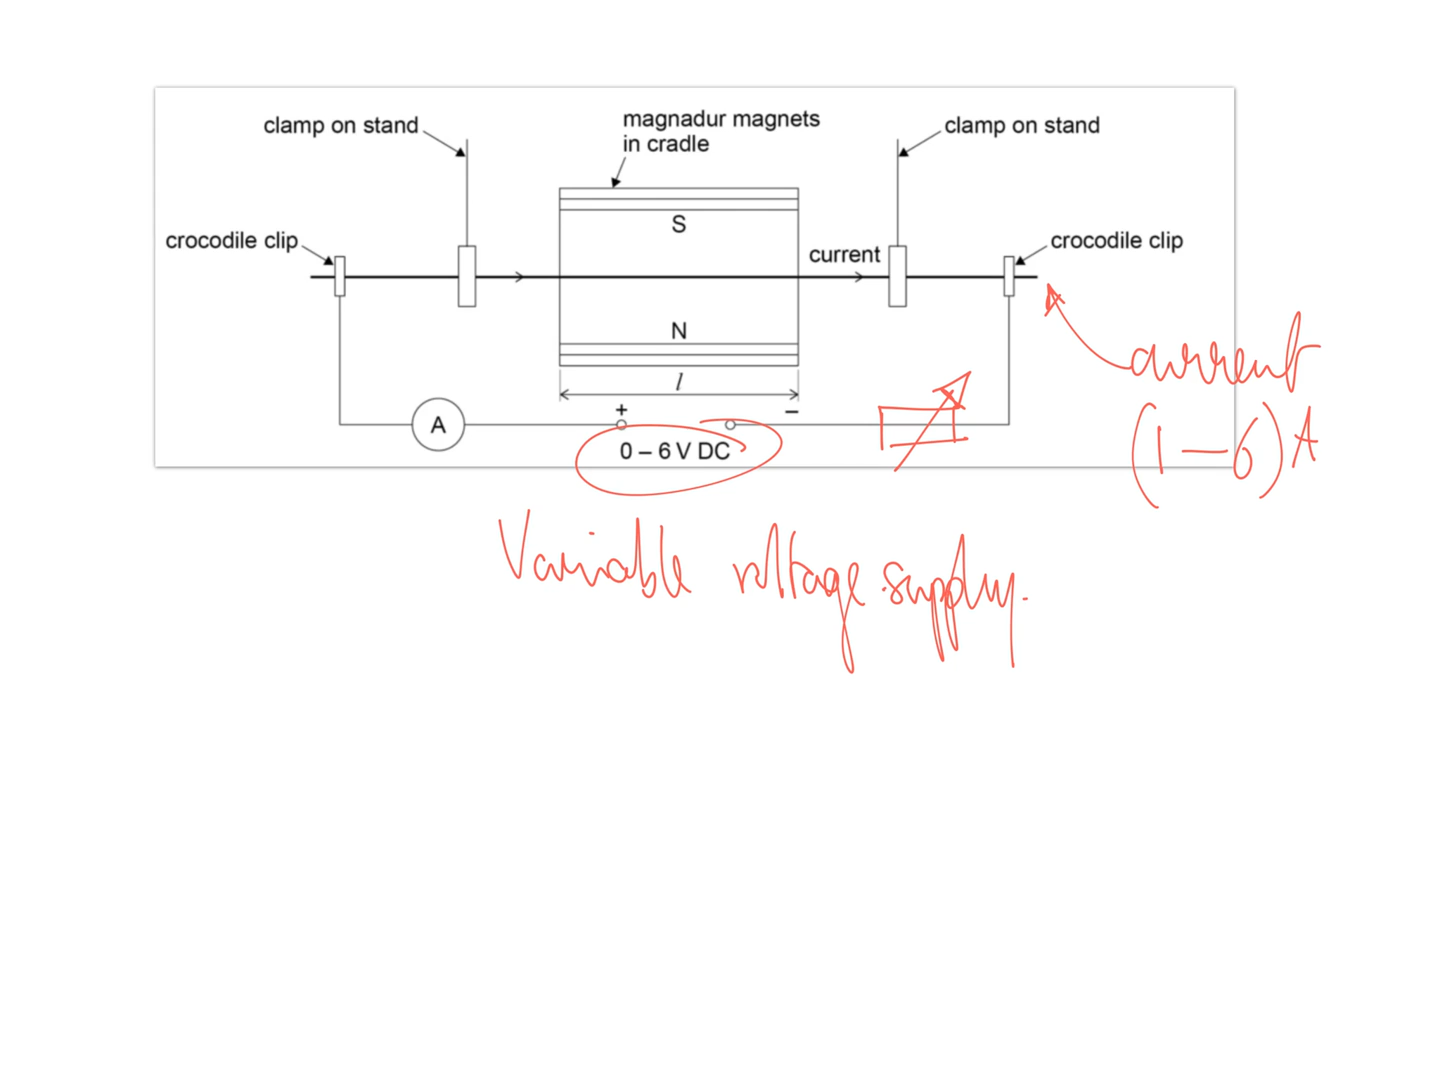 clamp on stand
magnadur magnets
in cradle
clamp on stand
crocodile clip
S
current
crocodile clip
N
l
current
(1–6)A
+
–
A
0 – 6 V DC
Variable voltage supply.